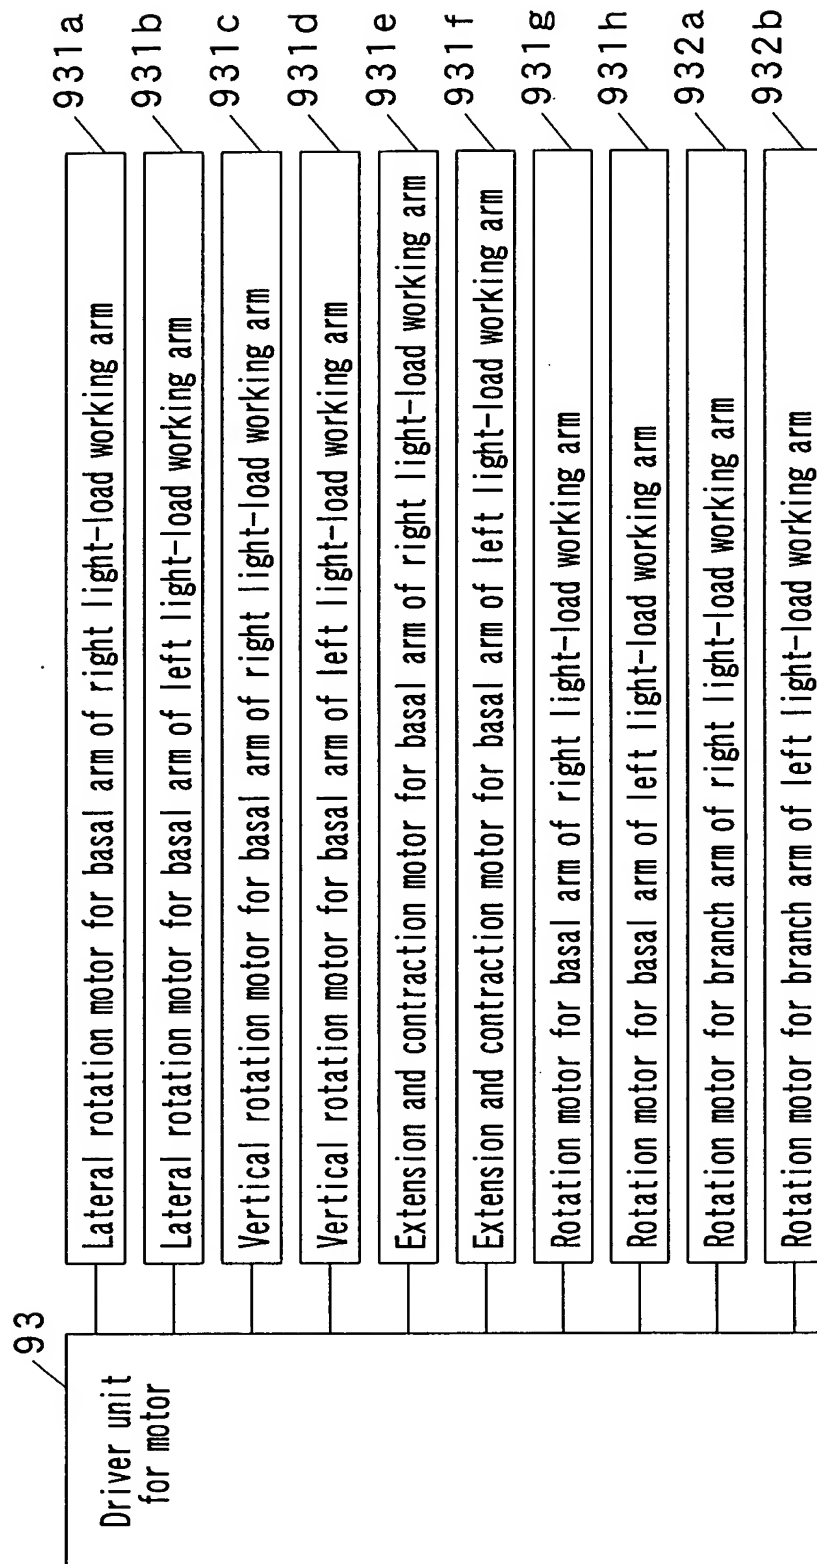 93
Driver unit
for motor
Lateral rotation motor for basal arm of right light-load working arm
931a
Lateral rotation motor for basal arm of left light-load working arm
931b
Vertical rotation motor for basal arm of right light-load working arm
931c
Vertical rotation motor for basal arm of left light-load working arm
931d
Extension and contraction motor for basal arm of right light-load working arm
931e
Extension and contraction motor for basal arm of left light-load working arm
931f
Rotation motor for basal arm of right light-load working arm
931g
Rotation motor for basal arm of left light-load working arm
931h
Rotation motor for branch arm of right light-load working arm
932a
Rotation motor for branch arm of left light-load working arm
932b